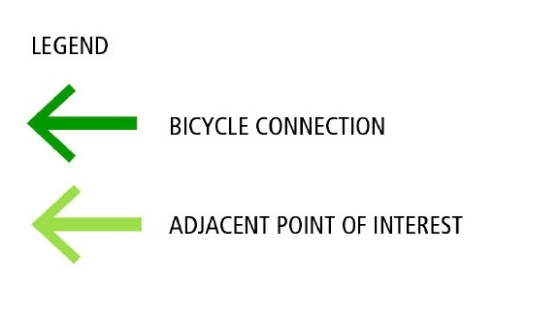 LEGEND
BICYCLE CONNECTION
ADJACENT POINT OF INTEREST